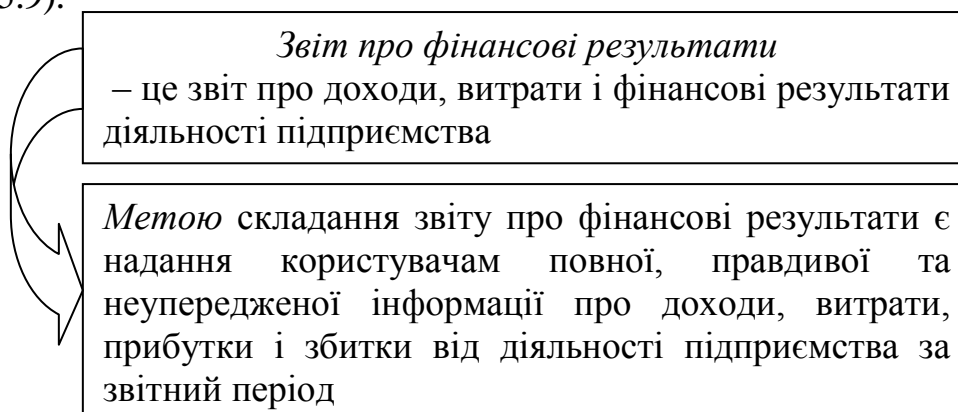 Звіт про фінансові результати
– це звіт про доходи, витрати і фінансові результати
діяльності підприємства
Метою складання звіту про фінансові результати є
надання користувачам повної, правдивої та
неупередженої інформації про доходи, витрати,
прибутки і збитки від діяльності підприємства за
звітний період